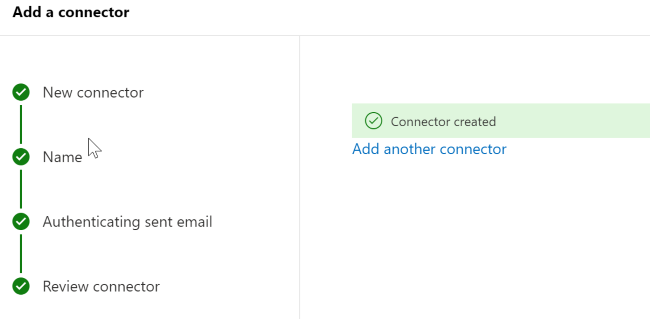 Add a connector
New connector
Name
Authenticating sent email
Review connector
Connector created
Add another connector